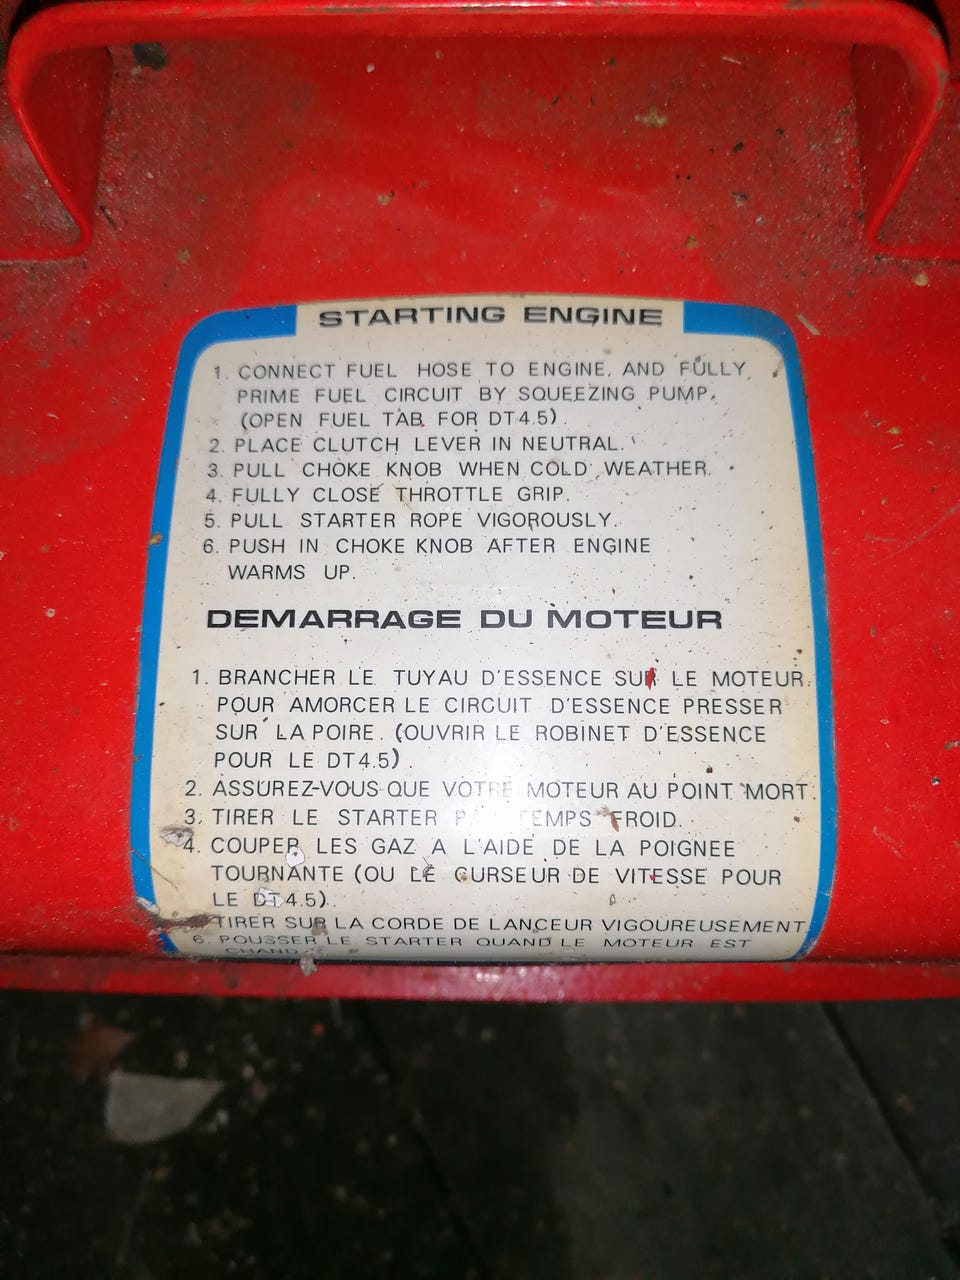 STARTING ENGINE
1. CONNECT FUEL HOSE TO ENGINE, AND FULLY
PRIME FUEL CIRCUIT BY SQUEEZING PUMP.
(OPEN FUEL TAB FOR DT4.5).
2. PLACE CLUTCH LEVER IN NEUTRAL.
3. PULL CHOKE KNOB WHEN COLD WEATHER.
4. FULLY CLOSE THROTTLE GRIP.
5. PULL STARTER ROPE VIGOROUSLY.
6. PUSH IN CHOKE KNOB AFTER ENGINE
WARMS UP.
DEMARRAGE DU MOTEUR
1. BRANCHER LE TUYAU D'ESSENCE SUR LE MOTEUR.
POUR AMORCER LE CIRCUIT D'ESSENCE PRESSER
SUR LA POIRE. (OUVRIR LE ROBINET D'ESSENCE
POUR LE DT4.5).
2. ASSUREZ-VOUS QUE VOTRE MOTEUR AU POINT MORT.
3. TIRER LE STARTER TEMPS FROID.
4. COUPER LES GAZ A L'AIDE DE LA POIGNEE
TOURNANTE (OU LE CURSEUR DE VITESSE POUR
LE DT4.5).
TIRER SUR LA CORDE DE LANCEUR VIGOUREUSEMENT.
6. POUSSER LE STARTER QUAND LE MOTEUR EST
CHAUD.